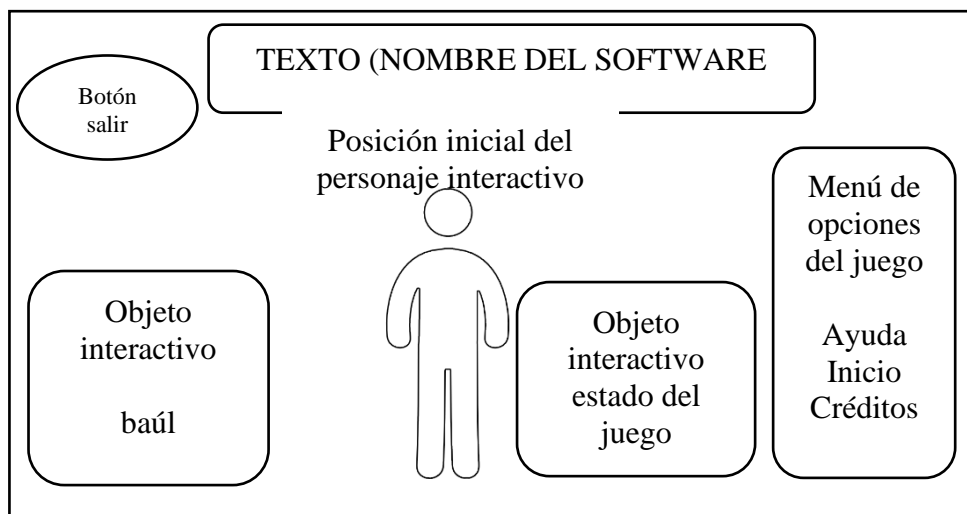 TEXTO (NOMBRE DEL SOFTWARE
Botón
salir
Posición inicial del
personaje interactivo
Menú de
opciones
del juego
Ayuda
Inicio
Créditos
Objeto
interactivo
baúl
Objeto
interactivo
estado del
juego